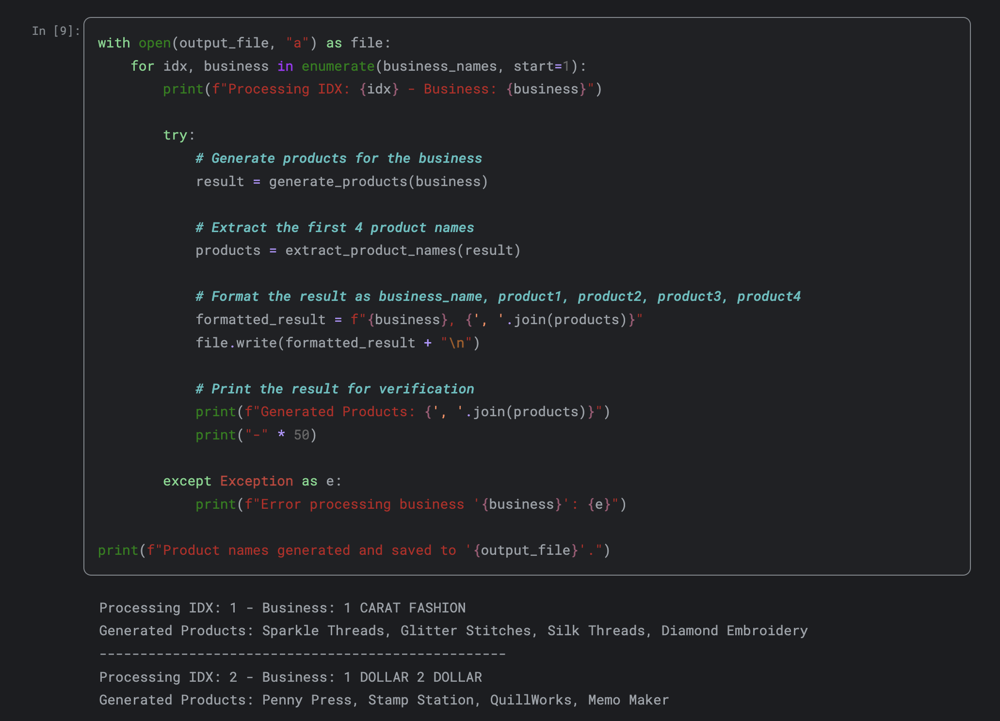 In [9]:
with open(output_file, "a") as file:
    for idx, business in enumerate(business_names, start=1):
        print(f"Processing IDX: {idx} - Business: {business}")
        try:
            # Generate products for the business
            result = generate_products(business)
            # Extract the first 4 product names
            products = extract_product_names(result)
            # Format the result as business_name, product1, product2, product3, product4
            formatted_result = f"{business}, {', '.join(products)}"
            file.write(formatted_result + "\n")
            # Print the result for verification
            print(f"Generated Products: {', '.join(products)}")
            print("-" * 50)
        except Exception as e:
            print(f"Error processing business '{business}': {e}")
print(f"Product names generated and saved to '{output_file}'.")
Processing IDX: 1 - Business: 1 CARAT FASHION
Generated Products: Sparkle Threads, Glitter Stitches, Silk Threads, Diamond Embroidery
--------------------------------------------------
Processing IDX: 2 - Business: 1 DOLLAR 2 DOLLAR
Generated Products: Penny Press, Stamp Station, QuillWorks, Memo Maker